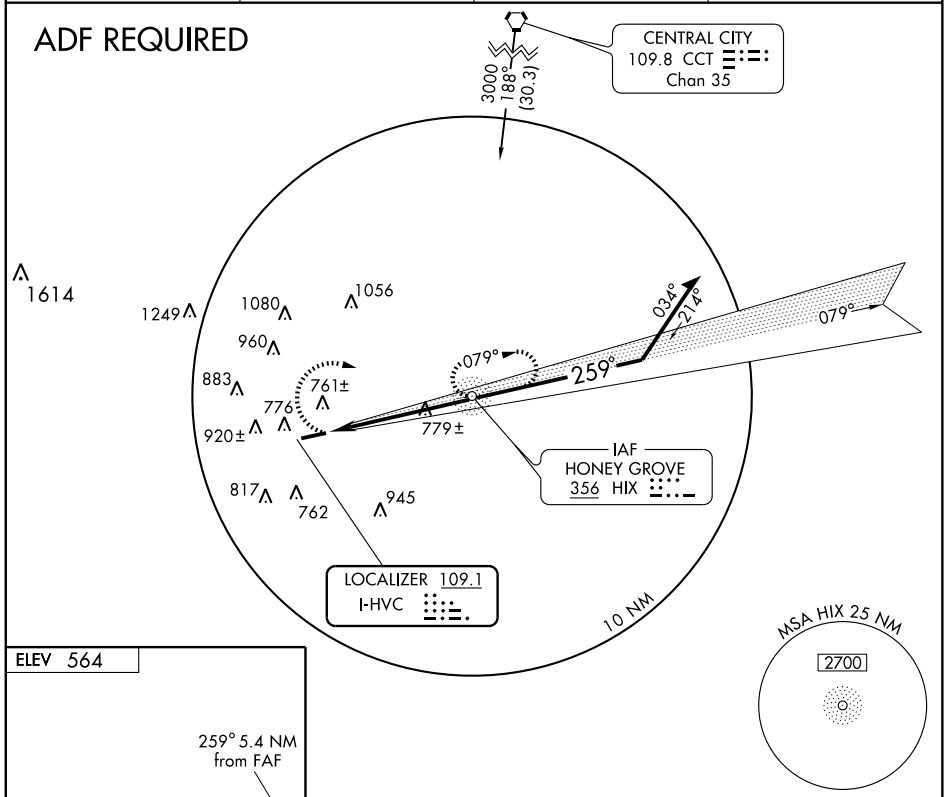 ADF REQUIRED
CENTRAL CITY
109.8 CCT
Chan 35
3000
188°
(30.3)
1614
1249
1080
1056
960
883
761±
776
920±
779±
817
762
945
079°
259°
034°
214°
079°
IAF
HONEY GROVE
356 HIX
LOCALIZER 109.1
I-HVC
10 NM
MSA HIX 25 NM
2700
ELEV 564
259° 5.4 NM
from FAF